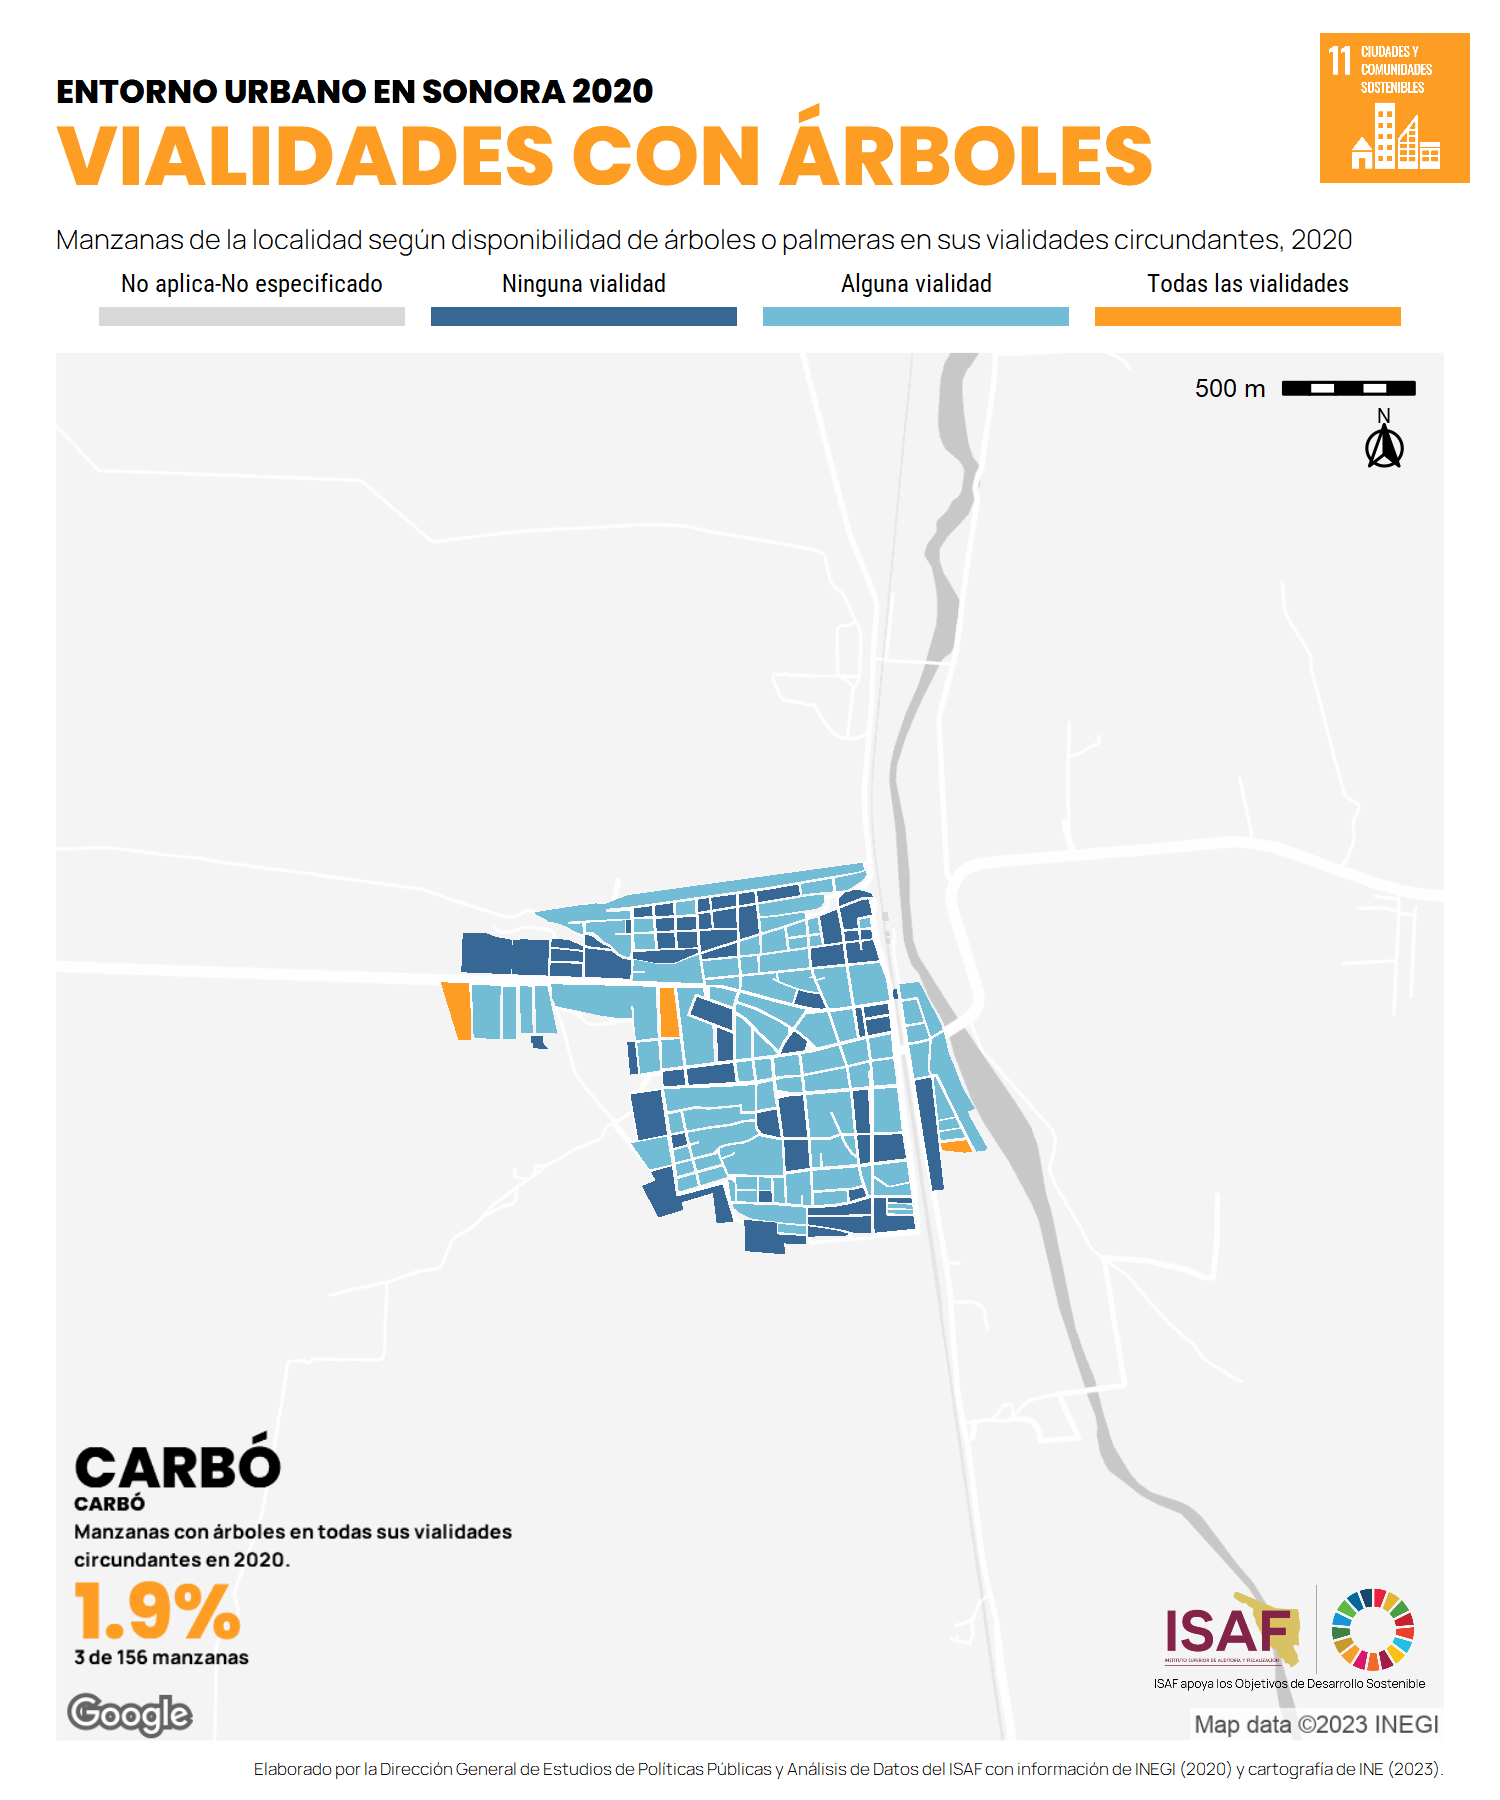 ENTORNO URBANO EN SONORA 2020
VIALIDADES CON ÁRBOLES
11 CIUDADES Y
COMUNIDADES
SOSTENIBLES
Manzanas de la localidad según disponibilidad de árboles o palmeras en sus vialidades circundantes, 2020
No aplica-No especificado Ninguna vialidad Alguna vialidad Todas las vialidades
500 m
N
CARBÓ
CARBÓ
Manzanas con árboles en todas sus vialidades
circundantes en 2020.
1.9%
3 de 156 manzanas
ISAF
INSTITUTO SUPERIOR DE AUDITORÍA Y FISCALIZACIÓN
ISAF apoya los Objetivos de Desarrollo Sostenible
Google
Map data ©2023 INEGI
Elaborado por la Dirección General de Estudios de Políticas Públicas y Análisis de Datos del ISAF con información de INEGI (2020) y cartografía de INE (2023).